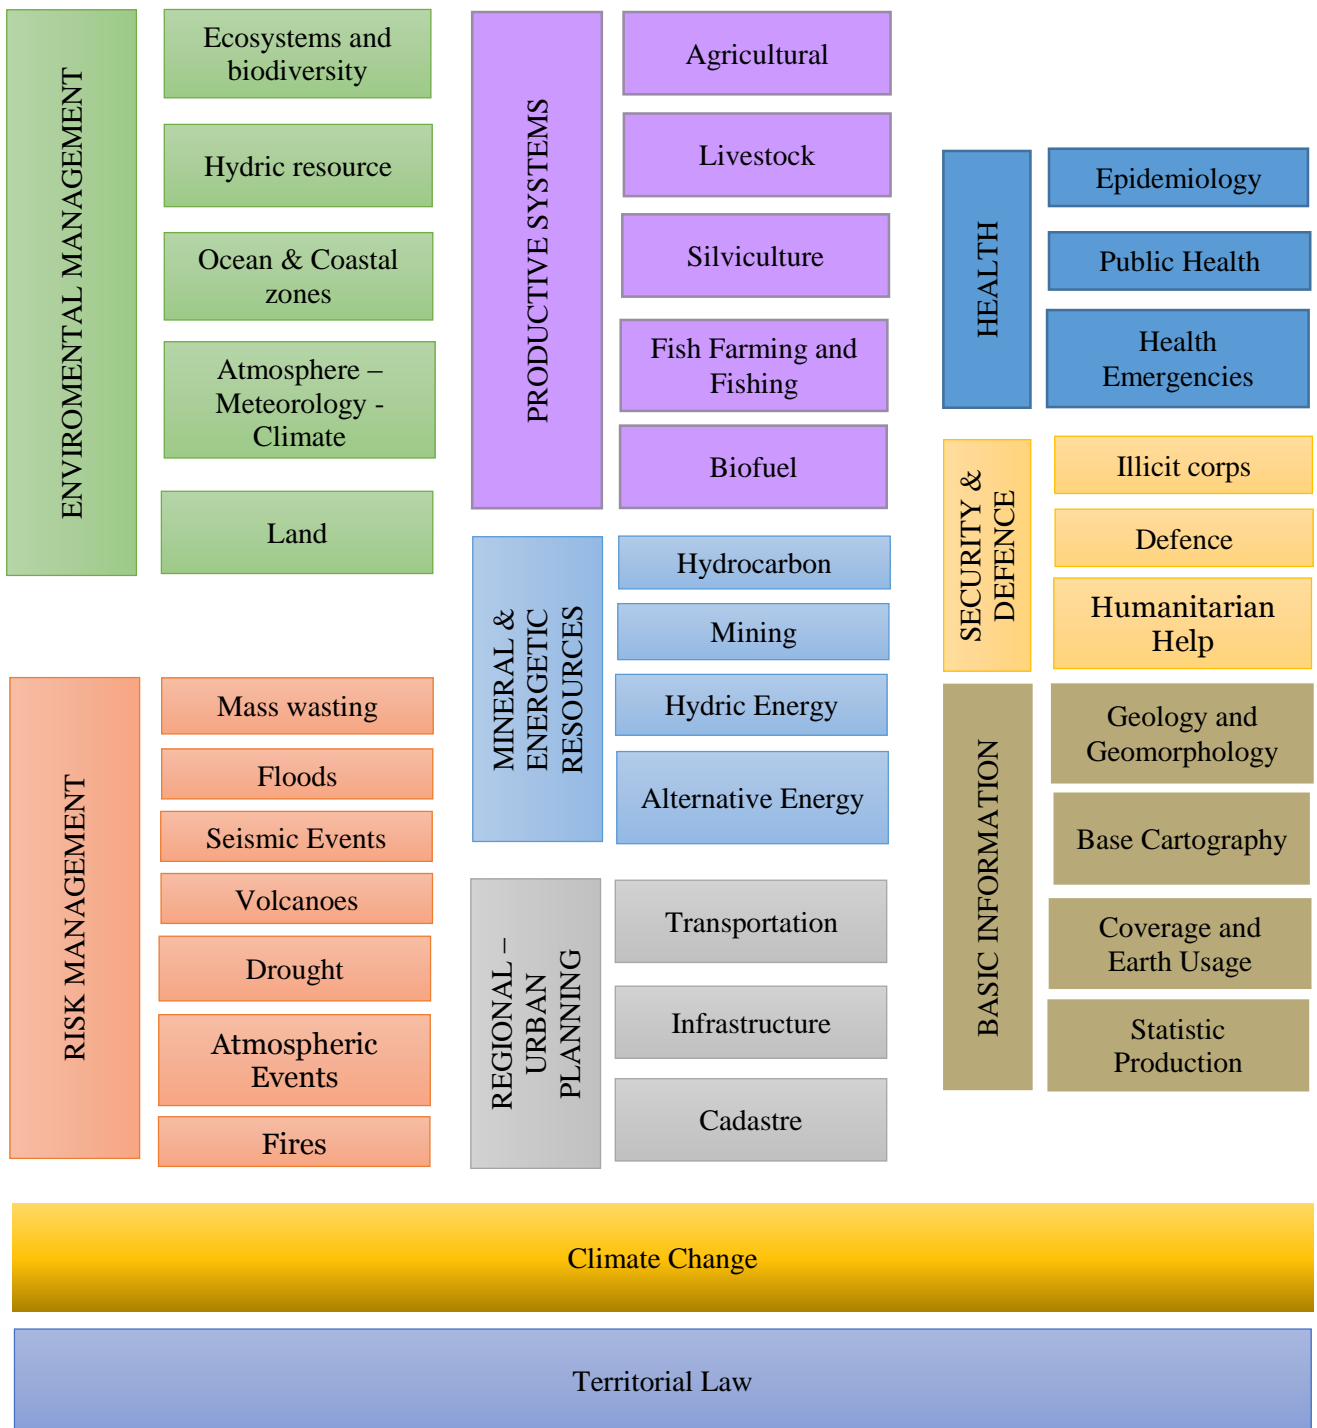 ENVIROMENTAL MANAGEMENT
Ecosystems and
biodiversity
Hydric resource
Ocean & Coastal
zones
Atmosphere –
Meteorology -
Climate
Land
RISK MANAGEMENT
Mass wasting
Floods
Seismic Events
Volcanoes
Drought
Atmospheric
Events
Fires
PRODUCTIVE SYSTEMS
Agricultural
Livestock
Silviculture
Fish Farming and
Fishing
Biofuel
MINERAL &
ENERGETIC
RESOURCES
Hydrocarbon
Mining
Hydric Energy
Alternative Energy
REGIONAL –
URBAN
PLANNING
Transportation
Infrastructure
Cadastre
HEALTH
Epidemiology
Public Health
Health
Emergencies
SECURITY &
DEFENCE
Illicit corps
Defence
Humanitarian
Help
BASIC INFORMATION
Geology and
Geomorphology
Base Cartography
Coverage and
Earth Usage
Statistic
Production
Climate Change
Territorial Law